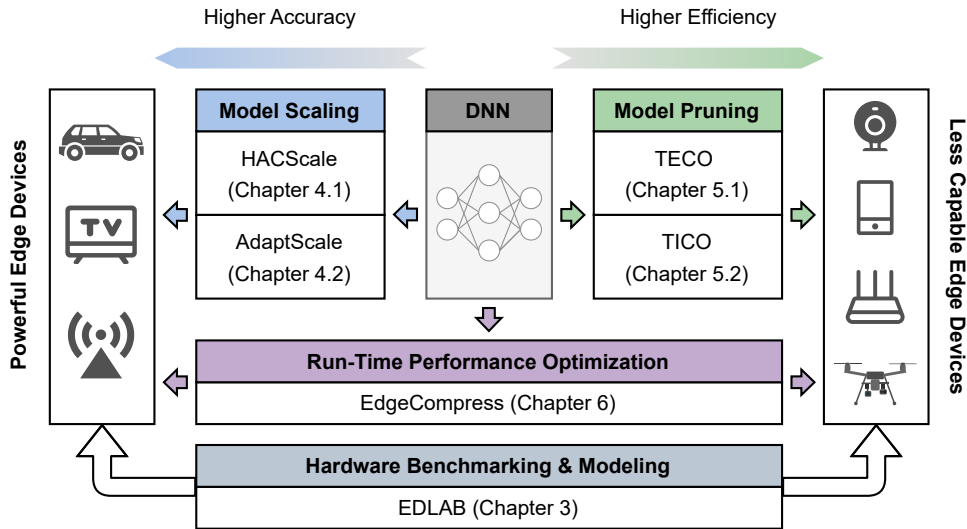 Higher Accuracy
Higher Efficiency
Powerful Edge Devices
TV
Model Scaling
HACScale
(Chapter 4.1)
AdaptScale
(Chapter 4.2)
DNN
Model Pruning
TECO
(Chapter 5.1)
TICO
(Chapter 5.2)
Less Capable Edge Devices
Run-Time Performance Optimization
EdgeCompress (Chapter 6)
Hardware Benchmarking & Modeling
EDLAB (Chapter 3)